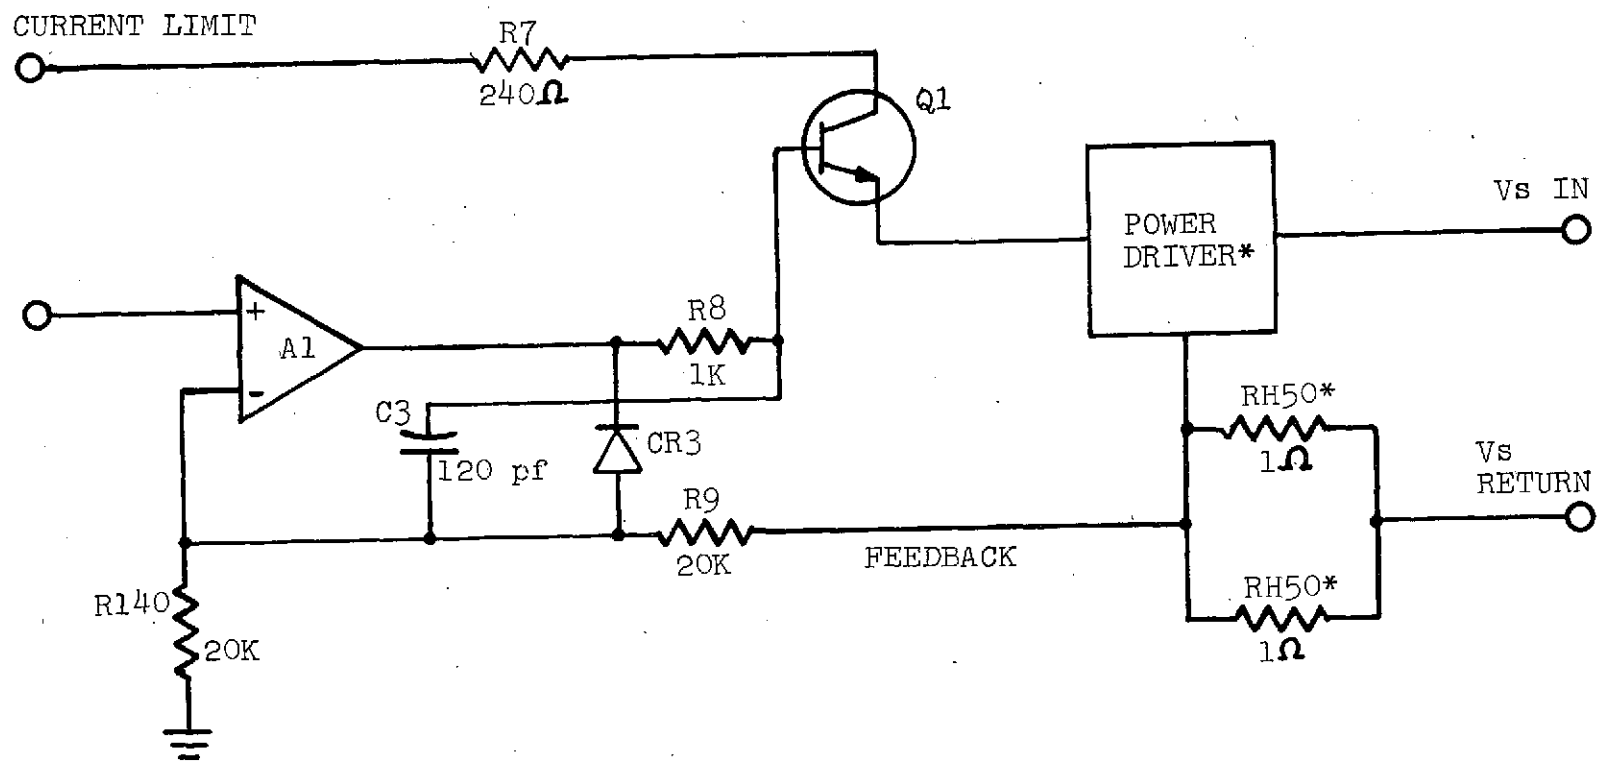 CURRENT LIMIT
R7
240Ω
Q1
Vs IN
POWER
DRIVER*
+
A1
-
R8
1K
C3
120 pf
CR3
RH50*
1Ω
Vs
RETURN
R9
20K
FEEDBACK
RH50*
1Ω
R140
20K